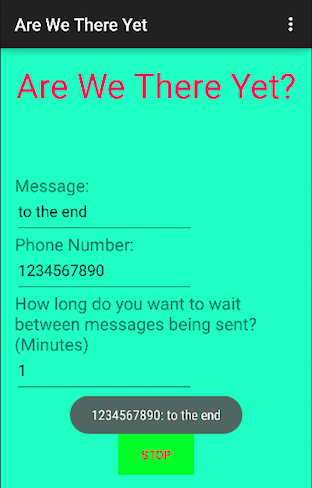 Are We There Yet
Are We There Yet?
Message:
to the end
Phone Number:
1234567890
How long do you want to wait
between messages being sent?
(Minutes)
1
1234567890: to the end
STOP